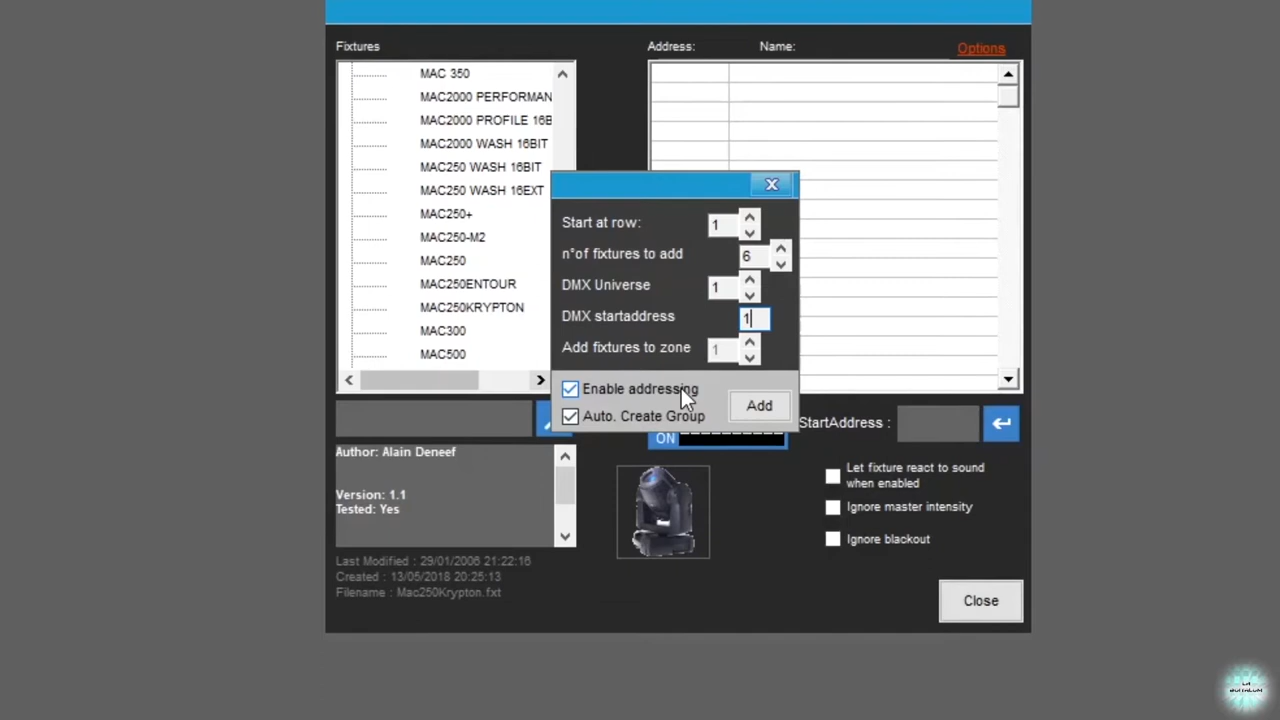 Fixtures
Address:
Name:
Options
MAC 350
MAC2000 PERFORMAN
MAC2000 PROFILE 16B
MAC2000 WASH 16BIT
MAC250 WASH 16BIT
MAC250 WASH 16EXT
MAC250+
MAC250-M2
MAC250
MAC250ENTOUR
MAC250KRYPTON
MAC300
MAC500
X
Start at row: 1
n°of fixtures to add 6
DMX Universe 1
DMX startaddress 1
Add fixtures to zone 1
Enable addressing
Auto. Create Group
Add
ON
StartAddress :
Author: Alain Deneef
Version: 1.1
Tested: Yes
Last Modified : 29/01/2006 21:22:16
Created : 13/05/2018 20:25:13
Filename : Mac250Krypton.fxt
Let fixture react to sound
when enabled
Ignore master intensity
Ignore blackout
Close